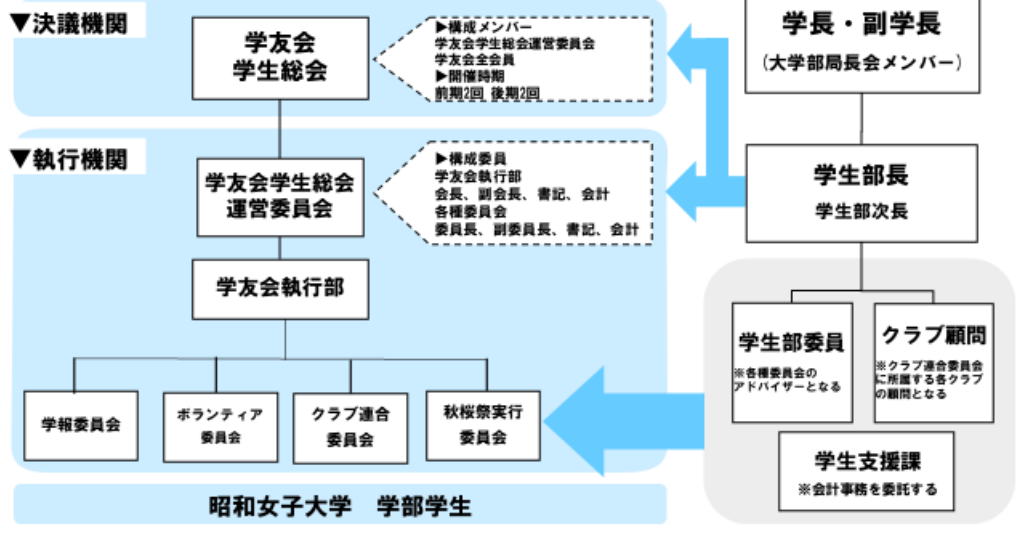 ▼決議機関
学友会
学生総会
▶構成メンバー
学友会学生総会運営委員会
学友会全会員
▶開催時期
前期2回 後期2回
▼執行機関
学友会学生総会
運営委員会
▶構成委員
学友会執行部
会長、副会長、書記、会計
各種委員会
委員長、副委員長、書記、会計
学友会執行部
学報委員会
ボランティア
委員会
クラブ連合
委員会
秋桜祭実行
委員会
昭和女子大学 学部学生
学長・副学長
(大学部局長会メンバー)
学生部長
学生部次長
学生部委員
※各種委員会の
アドバイザーとなる
クラブ顧問
※クラブ連合委員会
に所属する各クラブ
の顧問となる
学生支援課
※会計事務を委託する